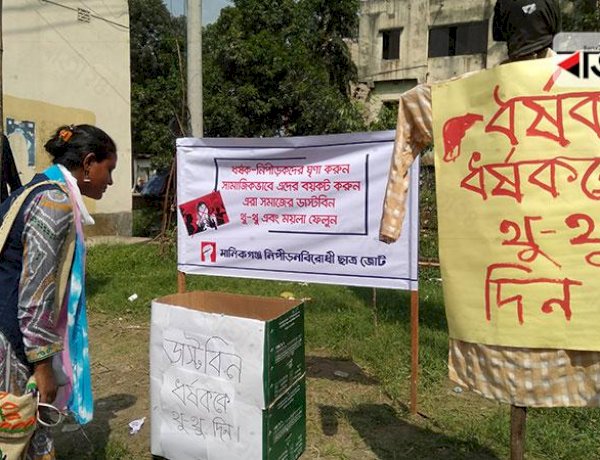 ধর্ষক-নিপীড়কদের ঘৃণা করুন
সামাজিকভাবে এদের বয়কট করুন
এরা সমাজের ডাস্টবিন
থু-থু এবং ময়লা ফেলুন
মানিকগঞ্জ নিপীড়নবিরোধী ছাত্র জোট
ডাস্টবিন
ধর্ষককে
থু থু দিন।
ধর্ষক
ধর্ষককে
থু-থু
দিন।